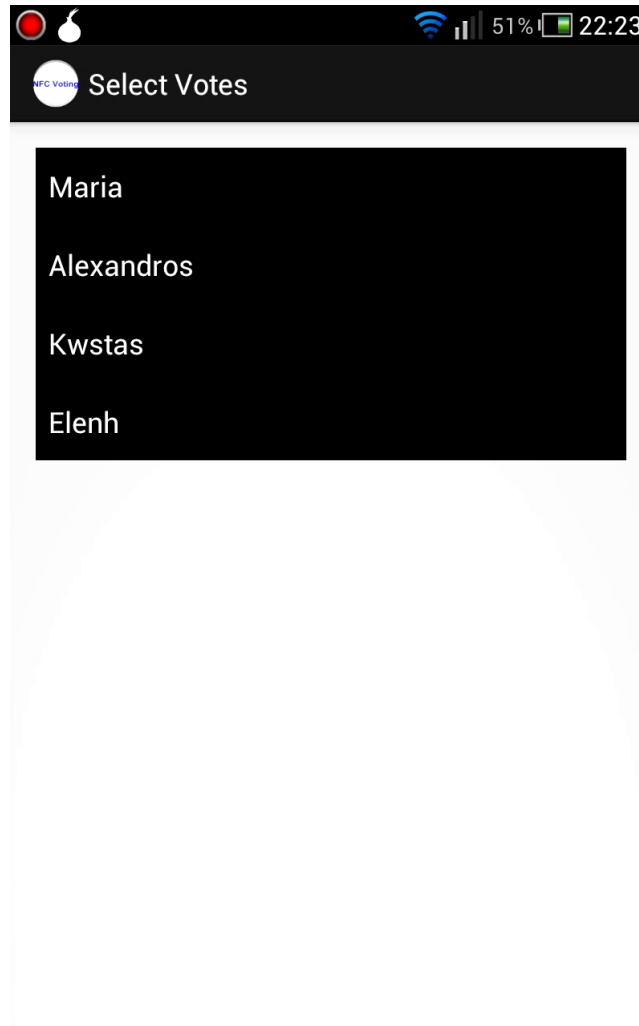 51% 22:23
NFC Voting Select Votes
Maria
Alexandros
Kwstas
Elenh